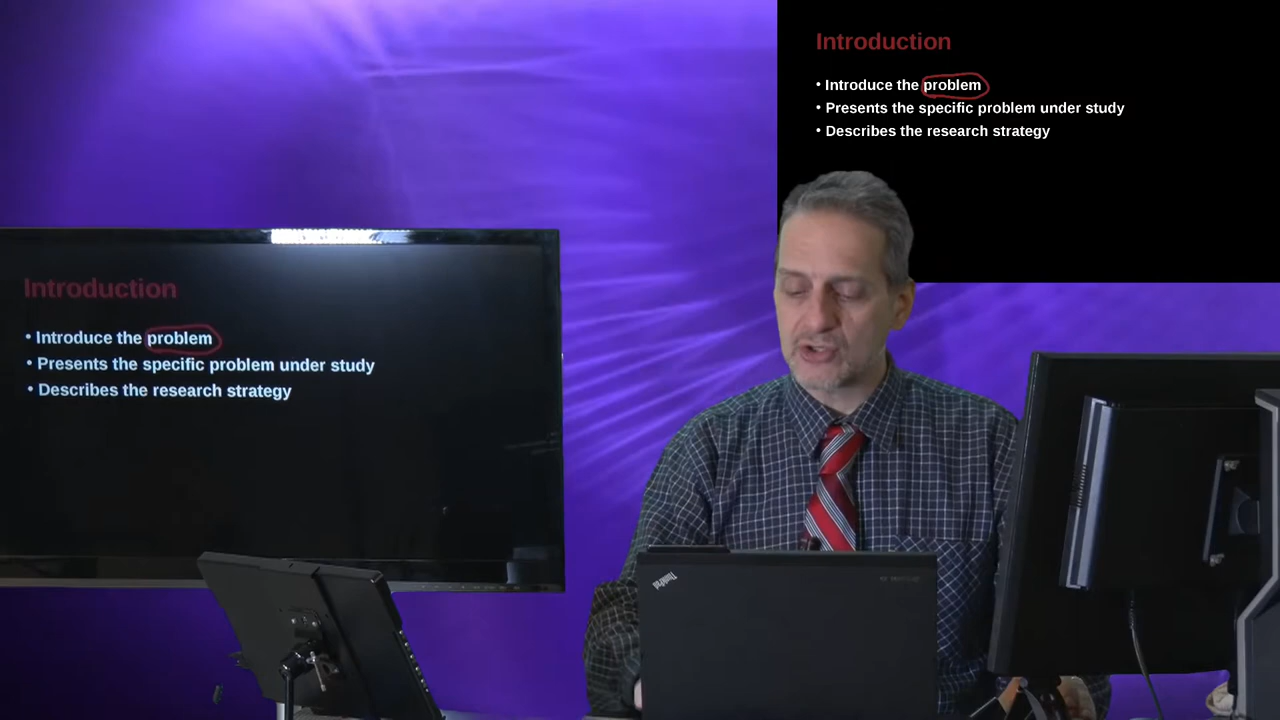 Introduction
• Introduce the problem
• Presents the specific problem under study
• Describes the research strategy
Introduction
• Introduce the problem
• Presents the specific problem under study
• Describes the research strategy
ThinkPad